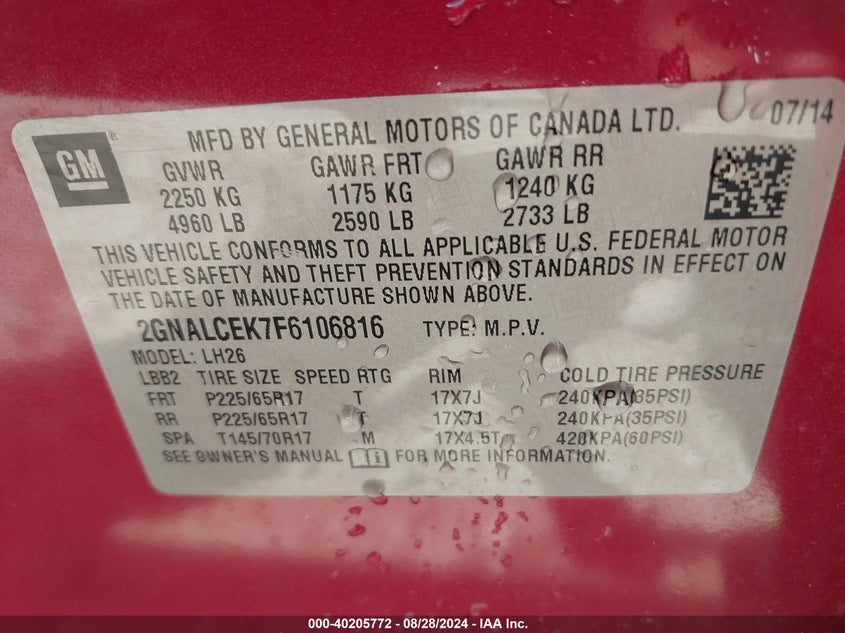 07/14
GM
MFD BY GENERAL MOTORS OF CANADA LTD.
GVWR GAWR FRT GAWR RR
2250 KG 1175 KG 1240 KG
4960 LB 2590 LB 2733 LB
THIS VEHICLE CONFORMS TO ALL APPLICABLE U.S. FEDERAL MOTOR
VEHICLE SAFETY AND THEFT PREVENTION STANDARDS IN EFFECT ON
THE DATE OF MANUFACTURE SHOWN ABOVE.
2GNALCEK7F6106816 TYPE: M.P.V.
MODEL: LH26
LBB2 TIRE SIZE SPEED RTG RIM COLD TIRE PRESSURE
FRT P225/65R17 T 17X7J 240KPA(35PSI)
RR P225/65R17 T 17X7J 240KPA(35PSI)
SPA T145/70R17 M 17X4.5T 420KPA(60PSI)
SEE OWNER'S MANUAL FOR MORE INFORMATION.
000-40205772 - 08/28/2024 - IAA Inc.